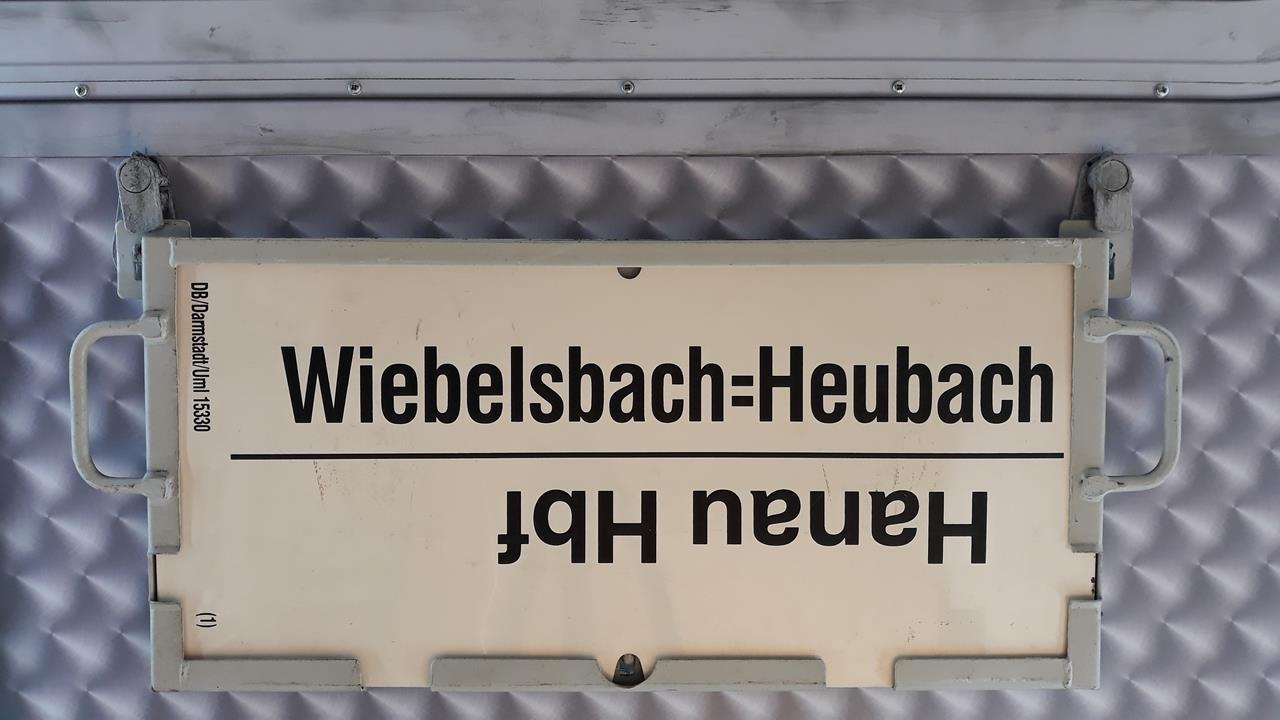 DB/Darmstadt/Uml 15330
Wiebelsbach=Heubach
Hanau Hbf
(1)